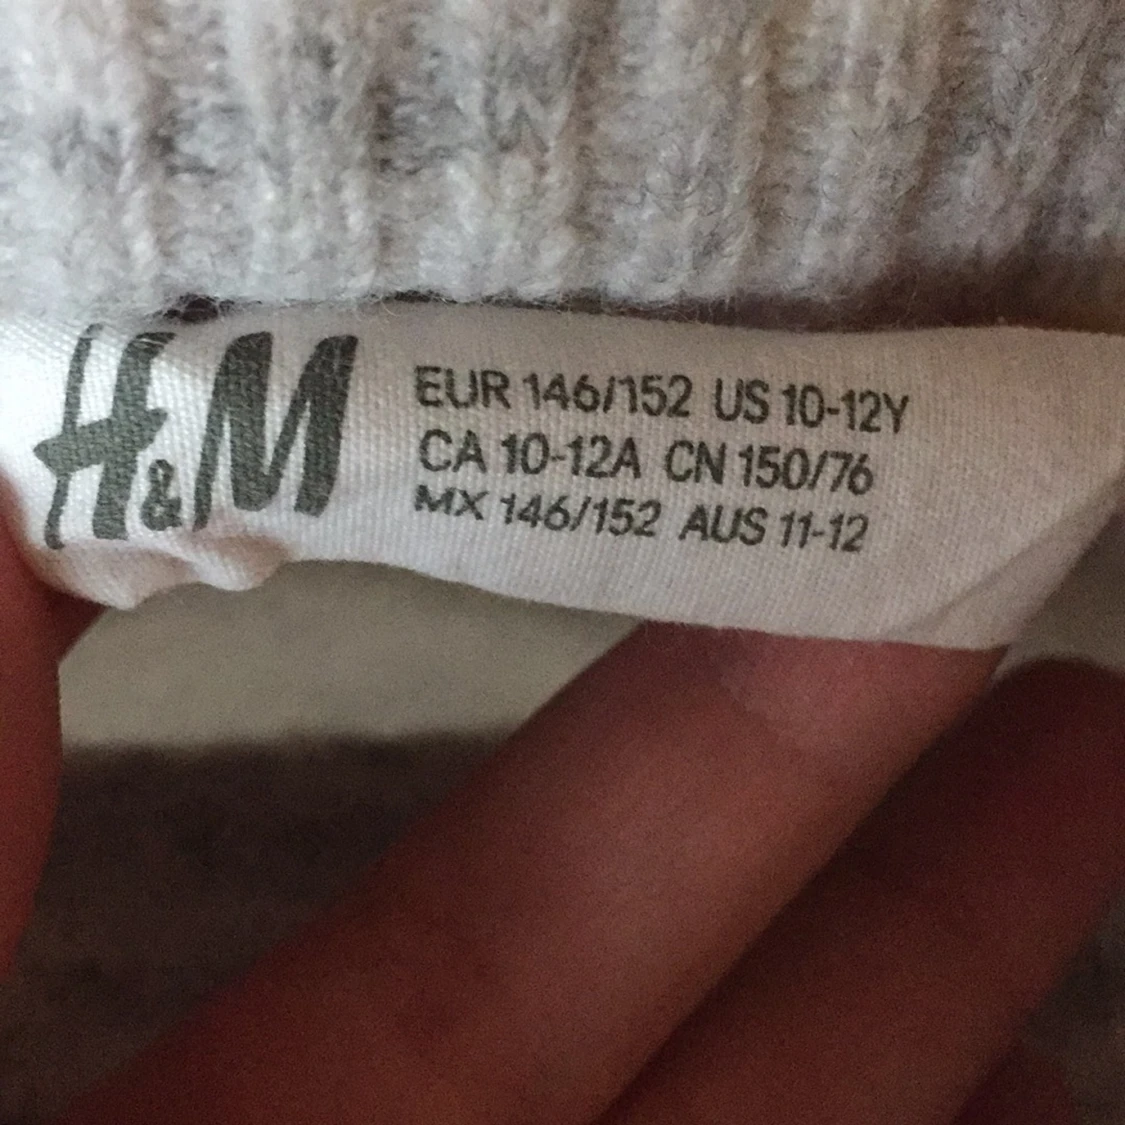 H&M
EUR 146/152 US 10-12Y
CA 10-12A CN 150/76
MX 146/152 AUS 11-12